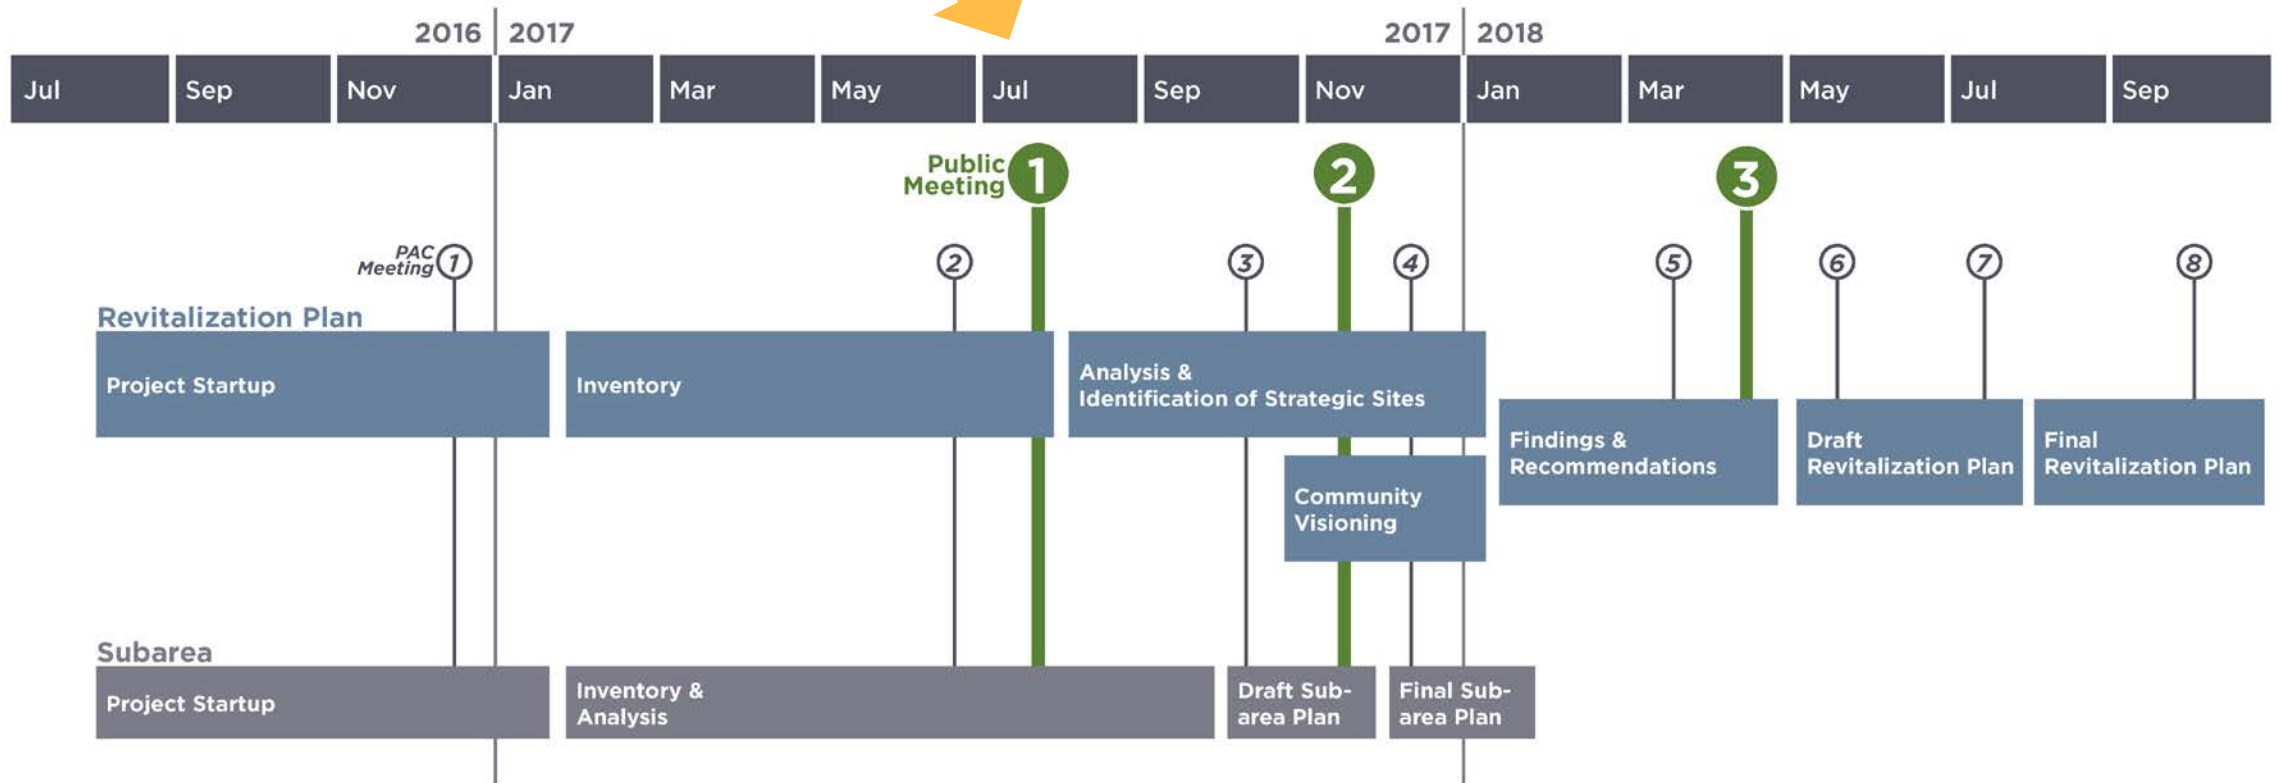 2016 2017
2017 2018
Jul Sep Nov Jan Mar May Jul Sep Nov Jan Mar May Jul Sep
Public
Meeting
1 2 3
PAC
Meeting
1 2 3 4 5 6 7 8
Revitalization Plan
Project Startup
Inventory
Analysis &
Identification of Strategic Sites
Community
Visioning
Findings &
Recommendations
Draft
Revitalization Plan
Final
Revitalization Plan
Subarea
Project Startup
Inventory &
Analysis
Draft Sub-
area Plan
Final Sub-
area Plan